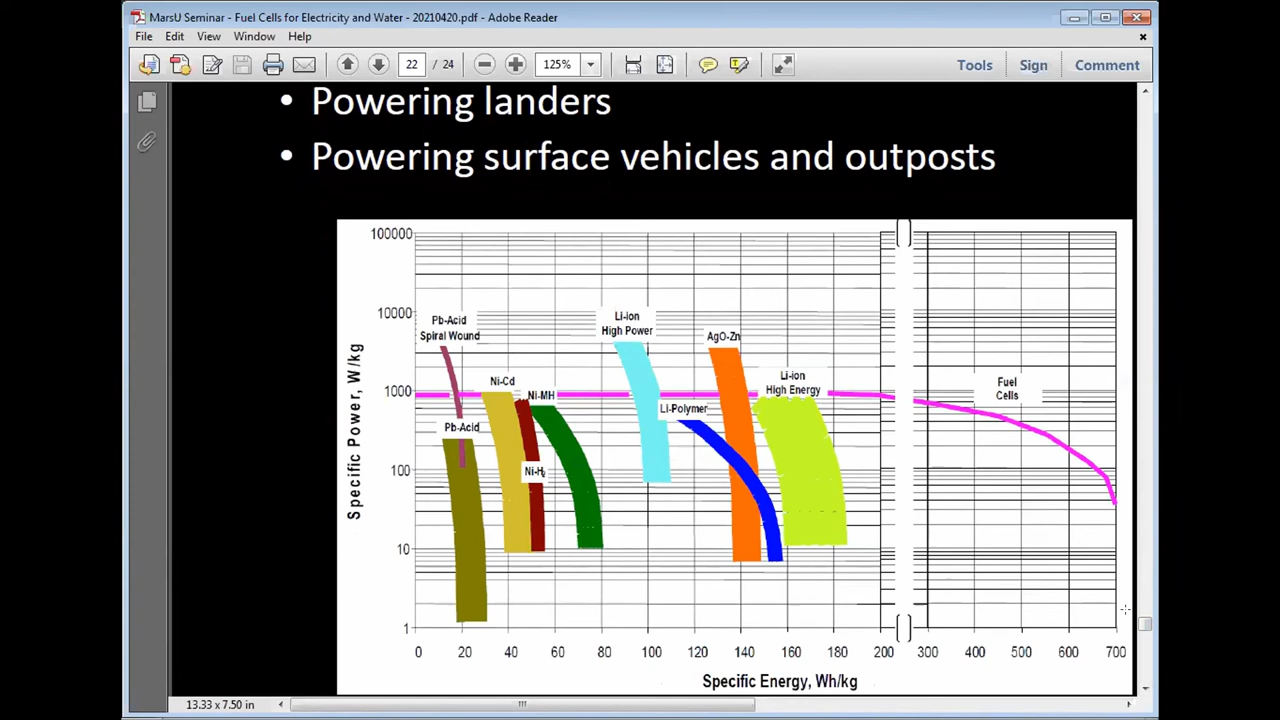 MarsU Seminar - Fuel Cells for Electricity and Water - 20210420.pdf - Adobe Reader
File Edit View Window Help
22 / 24 125% Tools Sign Comment
• Powering landers
• Powering surface vehicles and outposts
100000
10000
1000
100
10
1
Specific Power, W/kg
Pb-Acid
Spiral Wound
Pb-Acid
Ni-Cd
Ni-MH
Ni-H2
Li-ion
High Power
Li-Polymer
AgO-Zn
Li-ion
High Energy
Fuel
Cells
0 20 40 60 80 100 120 140 160 180 200 300 400 500 600 700
Specific Energy, Wh/kg
13.33 x 7.50 in